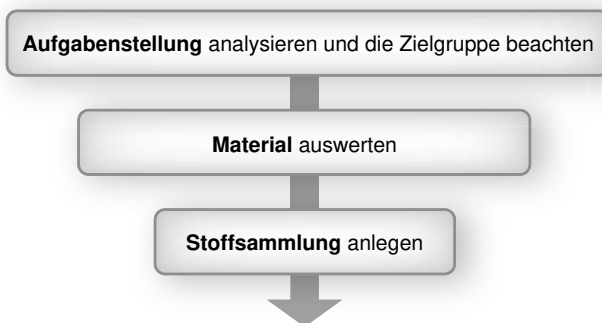 Aufgabenstellung analysieren und die Zielgruppe beachten
Material auswerten
Stoffsammlung anlegen